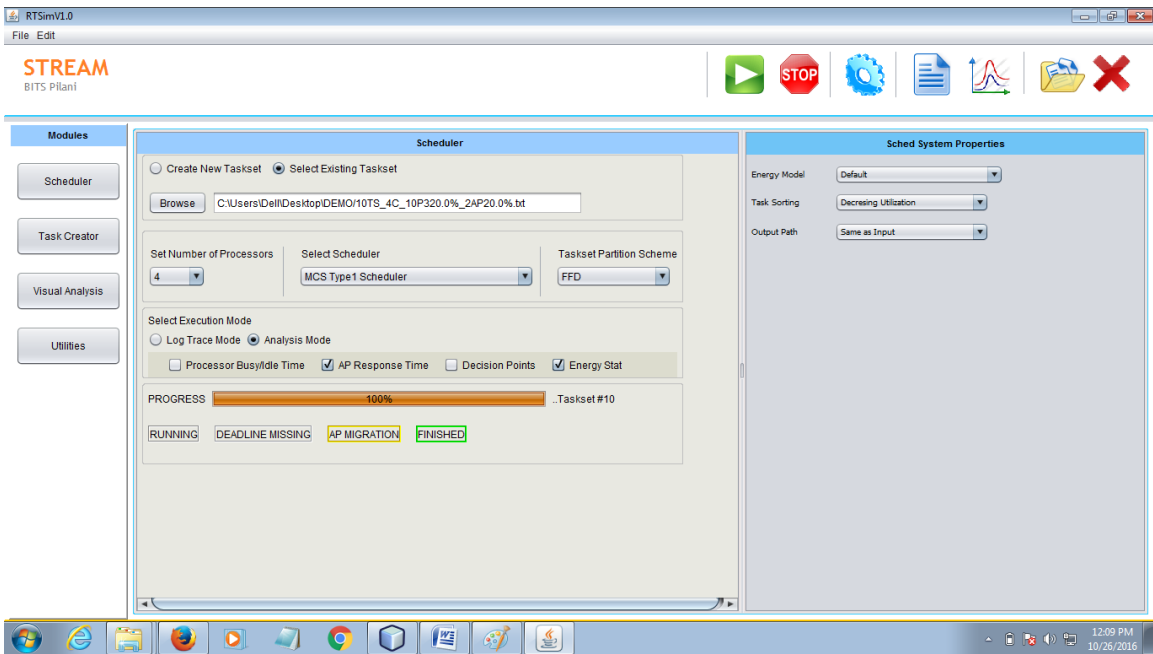 RTSimV1.0
File Edit
STREAM
BITS Pilani
STOP
Modules
Scheduler
Task Creator
Visual Analysis
Utilities
Scheduler
Create New Taskset Select Existing Taskset
Browse C:\Users\Dell\Desktop\DEMO/10TS_4C_10P320.0%_2AP20.0%.txt
Set Number of Processors Select Scheduler Taskset Partition Scheme
4 MCS Type1 Scheduler FFD
Select Execution Mode
Log Trace Mode Analysis Mode
Processor Busy/Idle Time AP Response Time Decision Points Energy Stat
PROGRESS 100% ..Taskset #10
RUNNING DEADLINE MISSING AP MIGRATION FINISHED
Sched System Properties
Energy Model Default
Task Sorting Decresing Utilization
Output Path Same as Input
12:09 PM
10/26/2016